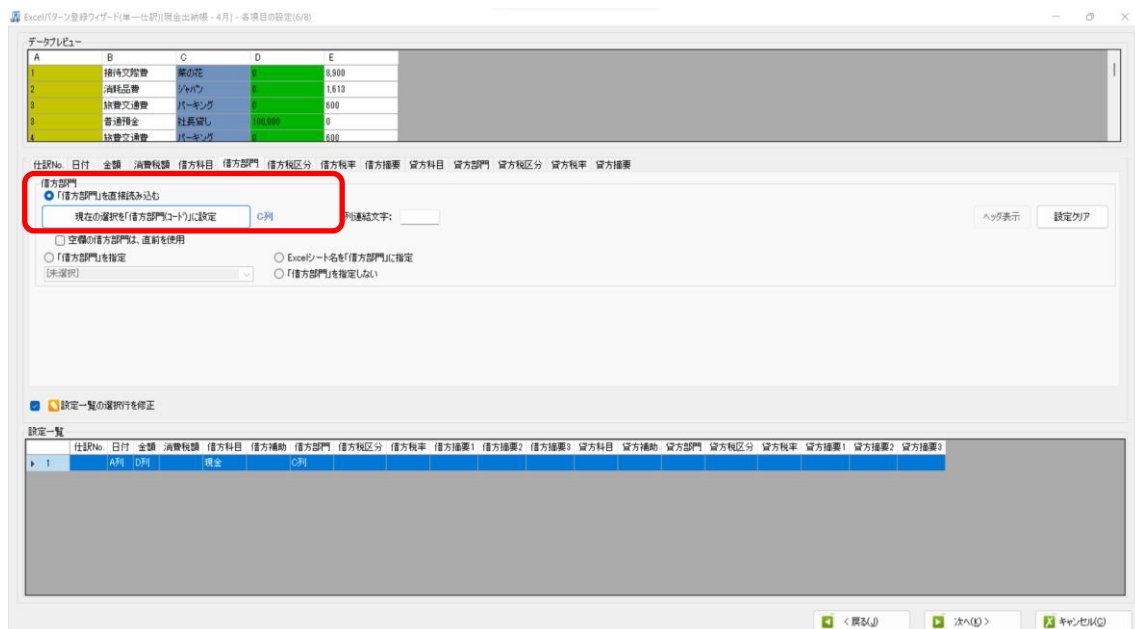 Excelパターン登録ウィザード(単一仕訳)[現金出納帳 - 4月] - 各項目の設定(6/8)
データプレビュー
A B C D E
1 接待交際費 菜の花 0 8,900
2 消耗品費 ジャパン 0 1,613
3 旅費交通費 パーキング 0 600
3 普通預金 社長貸し 100,000 0
4 旅費交通費 パーキング 0 600
仕訳No. 日付 金額 消費税額 借方科目 借方部門 借方税区分 借方税率 借方摘要 貸方科目 貸方部門 貸方税区分 貸方税率 貸方摘要
借方部門
「借方部門」を直接読み込む
現在の選択を「借方部門(コード)」に設定 C列 列連結文字: ヘッダ表示 設定クリア
空欄の借方部門は、直前を使用
「借方部門」を指定 Excelシート名を「借方部門」に指定
[未選択] 「借方部門」を指定しない
設定一覧の選択行を修正
設定一覧
仕訳No. 日付 金額 消費税額 借方科目 借方補助 借方部門 借方税区分 借方税率 借方摘要1 借方摘要2 借方摘要3 貸方科目 貸方補助 貸方部門 貸方税区分 貸方税率 貸方摘要1 貸方摘要2 貸方摘要3
1 A列 D列 現金 C列
< 戻る(J) 次へ(K) > キャンセル(C)